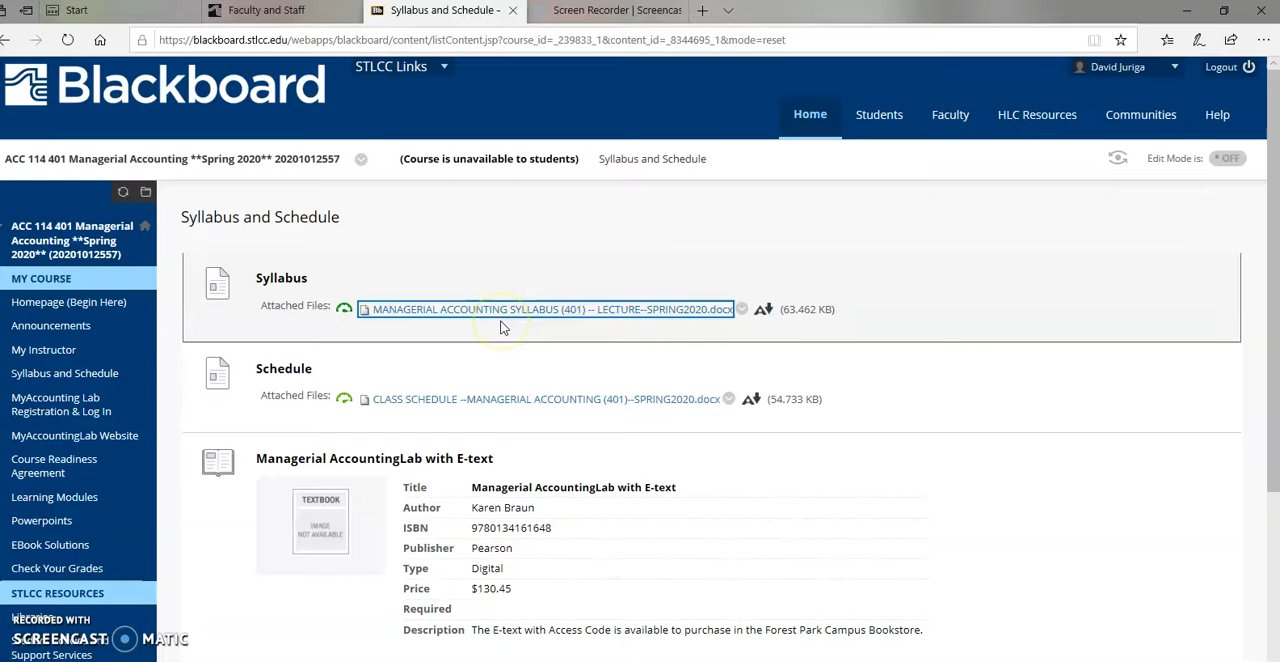 Start
Faculty and Staff
Syllabus and Schedule –
Screen Recorder | Screencas
https://blackboard.stlcc.edu/webapps/blackboard/content/listContent.jsp?course_id=_239833_1&content_id=_8344695_1&mode=reset
Blackboard
STLCC Links
David Juriga
Logout
Home
Students
Faculty
HLC Resources
Communities
Help
ACC 114 401 Managerial Accounting **Spring 2020** 20201012557
(Course is unavailable to students)
Syllabus and Schedule
Edit Mode is:
OFF
ACC 114 401 Managerial
Accounting **Spring
2020** (20201012557)
MY COURSE
Homepage (Begin Here)
Announcements
My Instructor
Syllabus and Schedule
MyAccounting Lab
Registration & Log In
MyAccountingLab Website
Course Readiness
Agreement
Learning Modules
Powerpoints
EBook Solutions
Check Your Grades
STLCC RESOURCES
RECORDED WITH
SCREENCAST MATIC
Support Services
Syllabus and Schedule
Syllabus
Attached Files:
MANAGERIAL ACCOUNTING SYLLABUS (401) -- LECTURE--SPRING2020.docx
(63.462 KB)
Schedule
Attached Files:
CLASS SCHEDULE --MANAGERIAL ACCOUNTING (401)--SPRING2020.docx
(54.733 KB)
Managerial AccountingLab with E-text
TEXTBOOK
IMAGE
NOT AVAILABLE
Title Managerial AccountingLab with E-text
Author Karen Braun
ISBN 9780134161648
Publisher Pearson
Type Digital
Price $130.45
Required
Description The E-text with Access Code is available to purchase in the Forest Park Campus Bookstore.